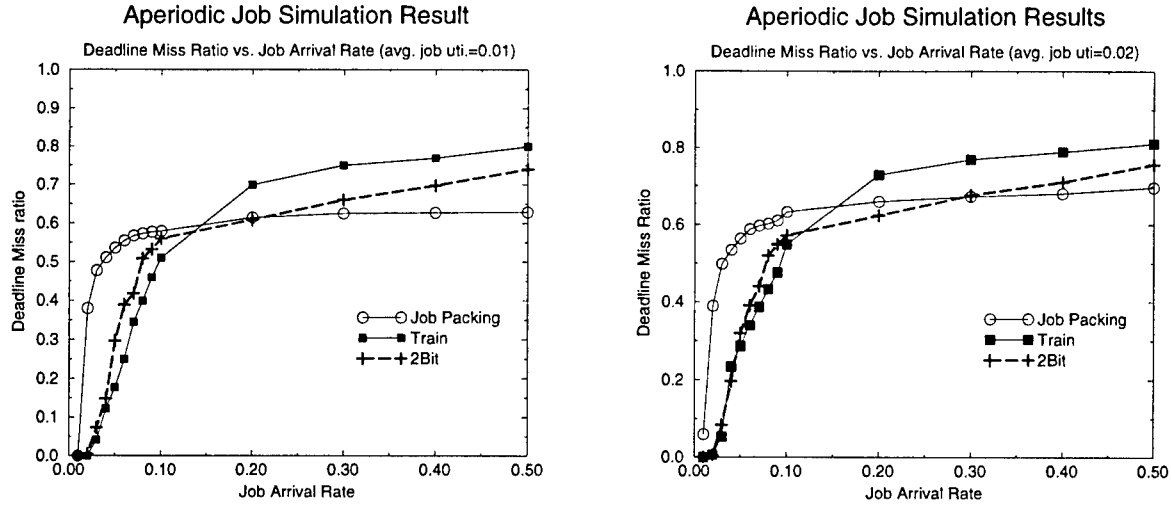 Aperiodic Job Simulation Result
Deadline Miss Ratio vs. Job Arrival Rate (avg. job uti.=0.01)
1.0
0.9
0.8
0.7
0.6
0.5
0.4
0.3
0.2
0.1
0.0
Deadline Miss ratio
Job Packing
Train
2Bit
0.00
0.10
0.20
0.30
0.40
0.50
Job Arrival Rate
Aperiodic Job Simulation Results
Deadline Miss Ratio vs. Job Arrival Rate (avg. job uti=0.02)
1.0
0.8
0.6
0.4
0.2
0.0
Deadline Miss Ratio
Job Packing
Train
2Bit
0.00
0.10
0.20
0.30
0.40
0.50
Job Arrival Rate